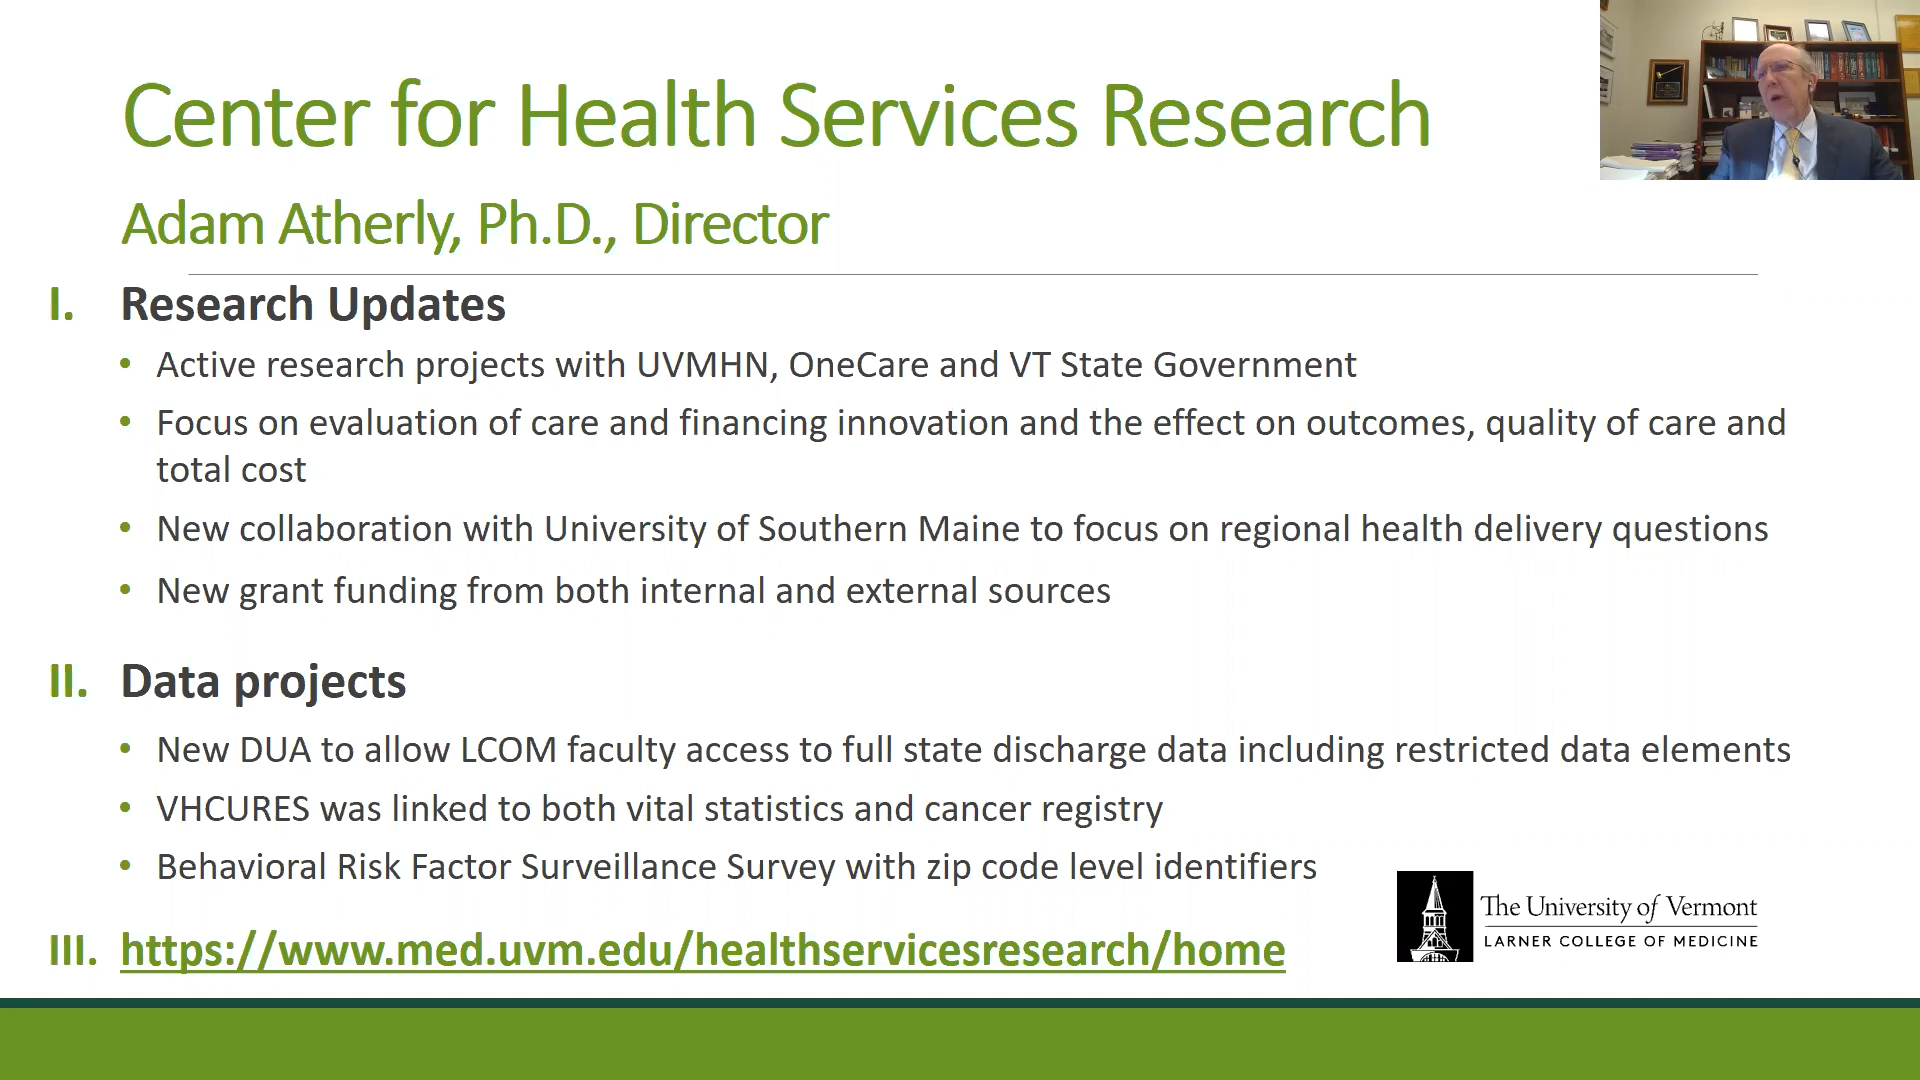 Center for Health Services Research
Adam Atherly, Ph.D., Director
I. Research Updates
• Active research projects with UVMHN, OneCare and VT State Government
• Focus on evaluation of care and financing innovation and the effect on outcomes, quality of care and
total cost
• New collaboration with University of Southern Maine to focus on regional health delivery questions
• New grant funding from both internal and external sources
II. Data projects
• New DUA to allow LCOM faculty access to full state discharge data including restricted data elements
• VHCURES was linked to both vital statistics and cancer registry
• Behavioral Risk Factor Surveillance Survey with zip code level identifiers
III. https://www.med.uvm.edu/healthservicesresearch/home
The University of Vermont
LARNER COLLEGE OF MEDICINE